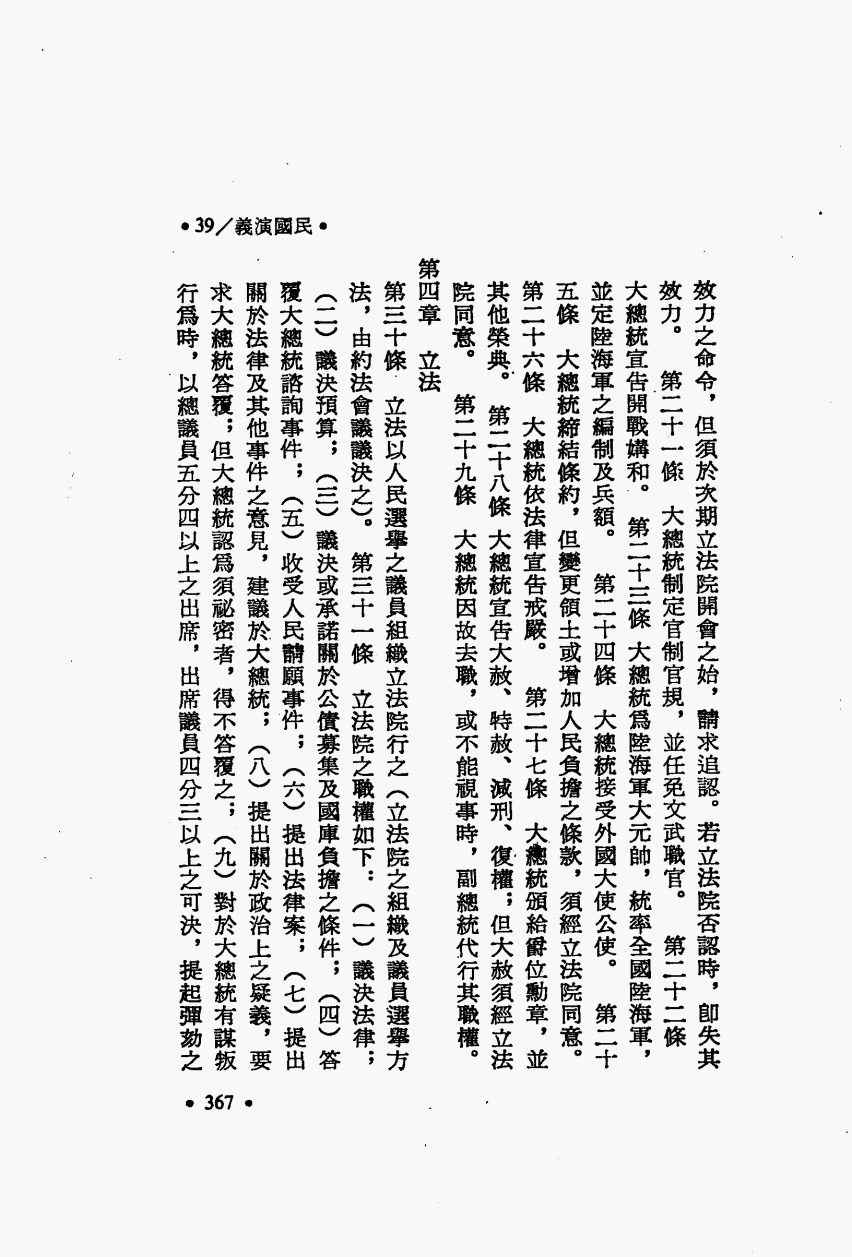 •39／義演國民•
效力之命令，但須於次期立法院開會之始，請求追認。若立法院否認時，卽失其
效力。　第二十一條　大總統制定官制官規，並任免文武職官。　第二十二條
大總統宣告開戰媾和。　第二十三條　大總統爲陸海軍大元帥，統率全國陸海軍，
並定陸海軍之編制及兵額。　第二十四條　大總統接受外國大使公使。　第二十
五條　大總統締結條約，但變更領土或增加人民負擔之條款，須經立法院同意。
第二十六條　大總統依法律宣告戒嚴。　第二十七條　大總統頒給爵位勳章，並
其他榮典。　第二十八條　大總統宣告大赦、特赦、減刑、復權；但大赦須經立法
院同意。　第二十九條　大總統因故去職，或不能視事時，副總統代行其職權。
第四章　立法
第三十條　立法以人民選舉之議員組織立法院行之（立法院之組織及議員選舉方
法，由約法會議議決之）。　第三十一條　立法院之職權如下：（一）議決法律；
（二）議決預算；（三）議決或承諾關於公債募集及國庫負擔之條件；（四）答
覆大總統諮詢事件；（五）收受人民請願事件；（六）提出法律案；（七）提出
關於法律及其他事件之意見，建議於大總統；（八）提出關於政治上之疑義，要
求大總統答覆；但大總統認爲須祕密者，得不答覆之；（九）對於大總統有謀叛
行爲時，以總議員五分四以上之出席，出席議員四分三以上之可決，提起彈劾之
•367•